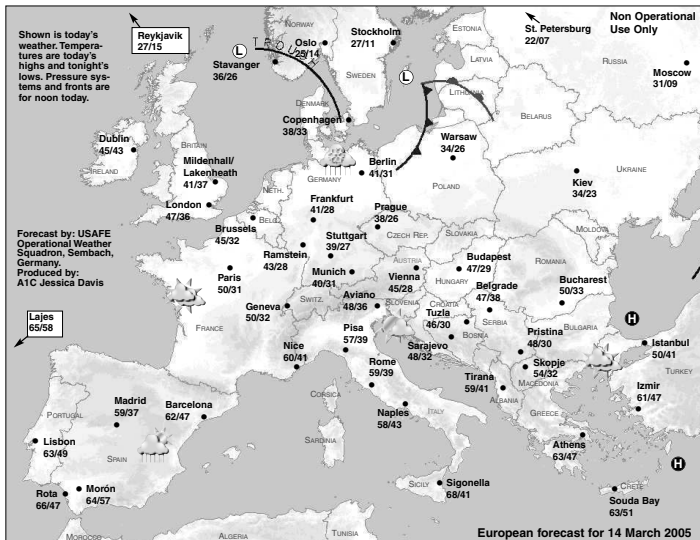 Shown is today's
weather. Tempera-
tures are today's
highs and tonight's
lows. Pressure sys-
tems and fronts are
for noon today.
Reykjavik
27/15
NORWAY
Oslo
25/14
Stockholm
27/11
St. Petersburg
22/07
Non Operational
Use Only
ESTONIA
LATVIA
RUSSIA
Moscow
31/09
L
TROUGH
Stavanger
36/26
SWEDEN
L
LITHUANIA
BELARUS
DENMARK
Copenhagen
38/33
Dublin
45/43
IRELAND
BRITAIN
Mildenhall/
Lakenheath
41/37
London
47/36
Berlin
41/31
GERMANY
Warsaw
34/26
POLAND
UKRAINE
Kiev
34/23
NETH.
BELG.
Brussels
45/32
Frankfurt
41/28
Prague
38/26
CZECH REP.
SLOVAKIA
MOLDOVA
Forecast by: USAFE
Operational Weather
Squadron, Sembach,
Germany.
Produced by:
A1C Jessica Davis
Ramstein
43/28
Stuttgart
39/27
Paris
50/31
Munich
40/31
AUSTRIA
Vienna
45/28
Budapest
47/29
HUNGARY
ROMANIA
Bucharest
50/33
Lajes
65/58
Geneva
50/32
SWITZ.
Aviano
48/36
SLOVENIA
CROATIA
Belgrade
47/38
SERBIA
BULGARIA
H
FRANCE
Pisa
57/39
Tuzla
46/30
BOSNIA
Sarajevo
48/32
Pristina
48/30
Istanbul
50/41
Nice
60/41
Rome
59/39
Skopje
54/32
MACEDONIA
TURKEY
Tirana
59/41
ALBANIA
Izmir
61/47
Madrid
59/37
Barcelona
62/47
CORSICA
Naples
58/43
ITALY
GREECE
PORTUGAL
Lisbon
63/49
SPAIN
SARDINIA
Athens
63/47
H
Rota
66/47
Morón
64/57
SICILY
Sigonella
68/41
CRETE
Souda Bay
63/51
MOROCCO
ALGERIA
TUNISIA
European forecast for 14 March 2005